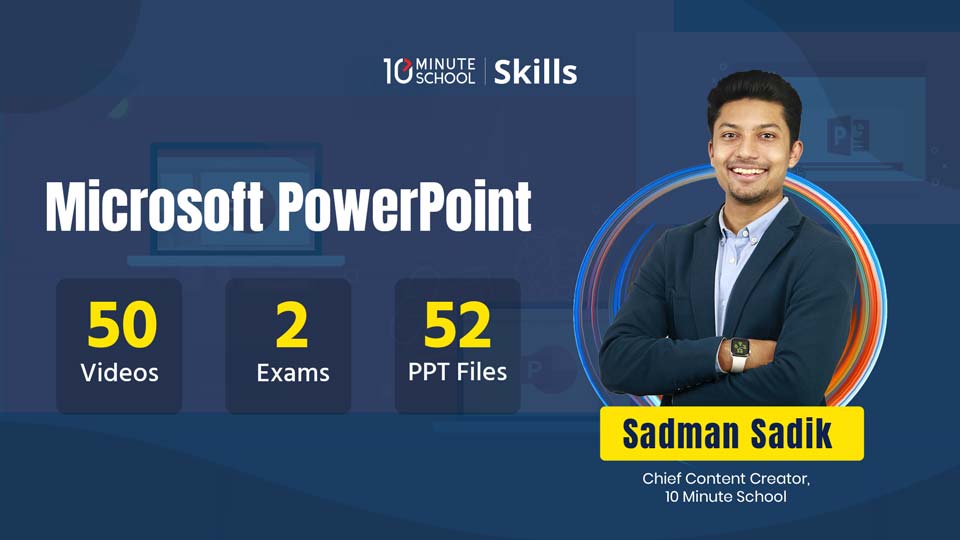 10 MINUTE
SCHOOL
Skills
Microsoft PowerPoint
50
Videos
2
Exams
52
PPT Files
Sadman Sadik
Chief Content Creator,
10 Minute School
P
P